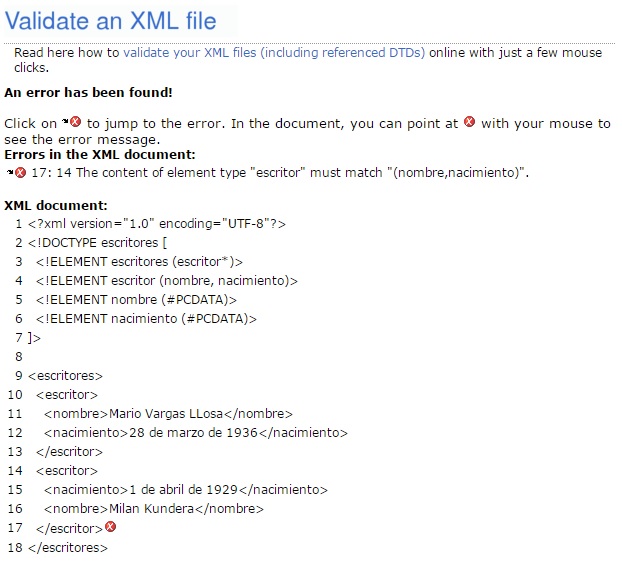 Validate an XML file
Read here how to validate your XML files (including referenced DTDs) online with just a few mouse
clicks.
An error has been found!
Click on to jump to the error. In the document, you can point at with your mouse to
see the error message.
Errors in the XML document:
17: 14 The content of element type "escritor" must match "(nombre,nacimiento)".
XML document:
1 <?xml version="1.0" encoding="UTF-8"?>
2 <!DOCTYPE escritores [
3 <!ELEMENT escritores (escritor*)>
4 <!ELEMENT escritor (nombre, nacimiento)>
5 <!ELEMENT nombre (#PCDATA)>
6 <!ELEMENT nacimiento (#PCDATA)>
7 ]>
8
9 <escritores>
10 <escritor>
11 <nombre>Mario Vargas LLosa</nombre>
12 <nacimiento>28 de marzo de 1936</nacimiento>
13 </escritor>
14 <escritor>
15 <nacimiento>1 de abril de 1929</nacimiento>
16 <nombre>Milan Kundera</nombre>
17 </escritor>
18 </escritores>